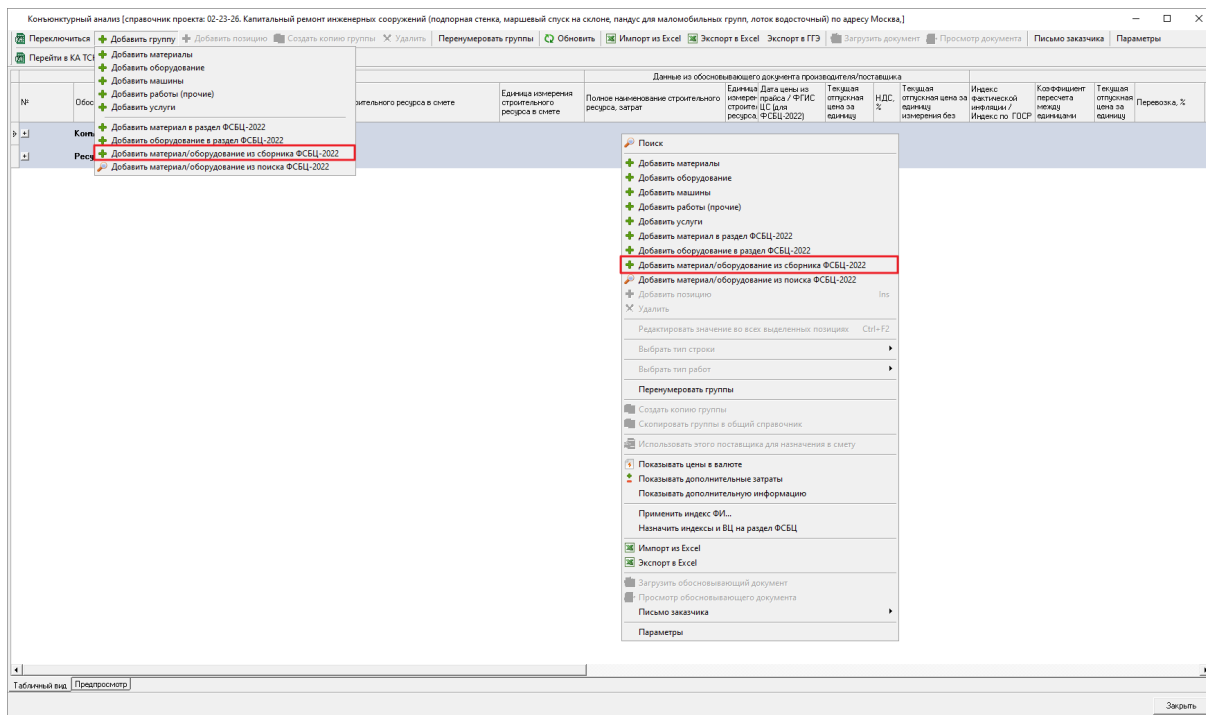 Конъюнктурный анализ [справочник проекта: 02-23-26. Капитальный ремонт инженерных сооружений (подпорная стенка, маршевый спуск на склоне, пандус для маломобильных групп, лоток водосточный) по адресу Москва,]
Переключиться Добавить группу Добавить позицию Создать копию группы Удалить Перенумеровать группы Обновить Импорт из Excel Экспорт в Excel Экспорт в ГГЭ Загрузить документ Просмотр документа Письмо заказчика Параметры
Перейти в КА ТС
Добавить материалы
Добавить оборудование
Добавить машины
Добавить работы (прочие)
Добавить услуги
Добавить материал в раздел ФСБЦ-2022
Добавить оборудование в раздел ФСБЦ-2022
Добавить материал/оборудование из сборника ФСБЦ-2022
Добавить материал/оборудование из поиска ФСБЦ-2022
Данные из обосновывающего документа производителя/поставщика
№
Обос
ительного ресурса в смете
Единица измерения
строительного
ресурса в смете
Полное наименование строительного
ресурса, затрат
Единица
измерен
строител
ресурса,
Дата цены из
прайса / ФГИС
ЦС (для
ФСБЦ-2022)
Текущая
отпускная
цена за
единицу
НДС,
%
Текущая
отпускная цена за
единицу
измерения без
Индекс
фактической
инфляции /
Индекс по ГОСР
Коэффициент
пересчета
между
единицами
Текущая
отпускная
цена за
единицу
Перевозка, %
Конъ
Ресу
Поиск
Добавить материалы
Добавить оборудование
Добавить машины
Добавить работы (прочие)
Добавить услуги
Добавить материал в раздел ФСБЦ-2022
Добавить оборудование в раздел ФСБЦ-2022
Добавить материал/оборудование из сборника ФСБЦ-2022
Добавить материал/оборудование из поиска ФСБЦ-2022
Добавить позицию Ins
Удалить
Редактировать значение во всех выделенных позициях Ctrl+F2
Выбрать тип строки
Выбрать тип работ
Перенумеровать группы
Создать копию группы
Скопировать группы в общий справочник
Использовать этого поставщика для назначения в смету
Показывать цены в валюте
Показывать дополнительные затраты
Показывать дополнительную информацию
Применить индекс ФИ...
Назначить индексы и ВЦ на раздел ФСБЦ
Импорт из Excel
Экспорт в Excel
Загрузить обосновывающий документ
Просмотр обосновывающего документа
Письмо заказчика
Параметры
Табличный вид Предпросмотр
Закрыть